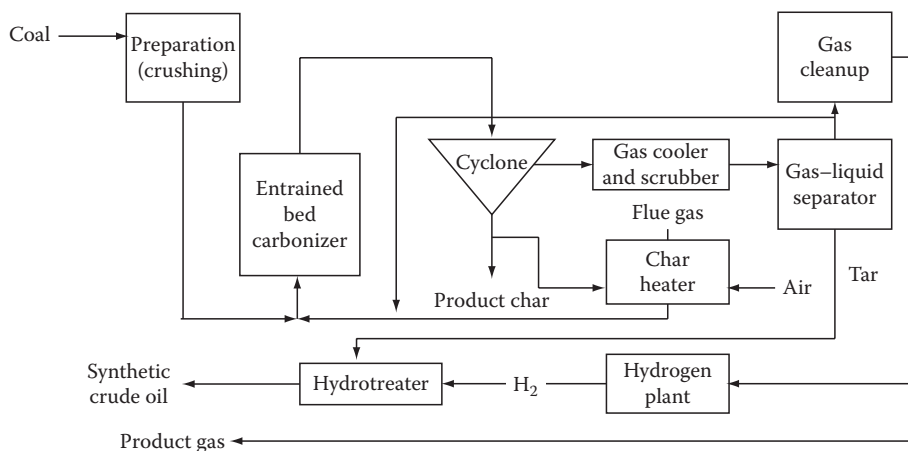 Coal
Preparation
(crushing)
Gas
cleanup
Cyclone
Gas cooler
and scrubber
Gas–liquid
separator
Entrained
bed
carbonizer
Flue gas
Char
heater
Air
Tar
Product char
Synthetic
crude oil
Hydrotreater
H₂
Hydrogen
plant
Product gas